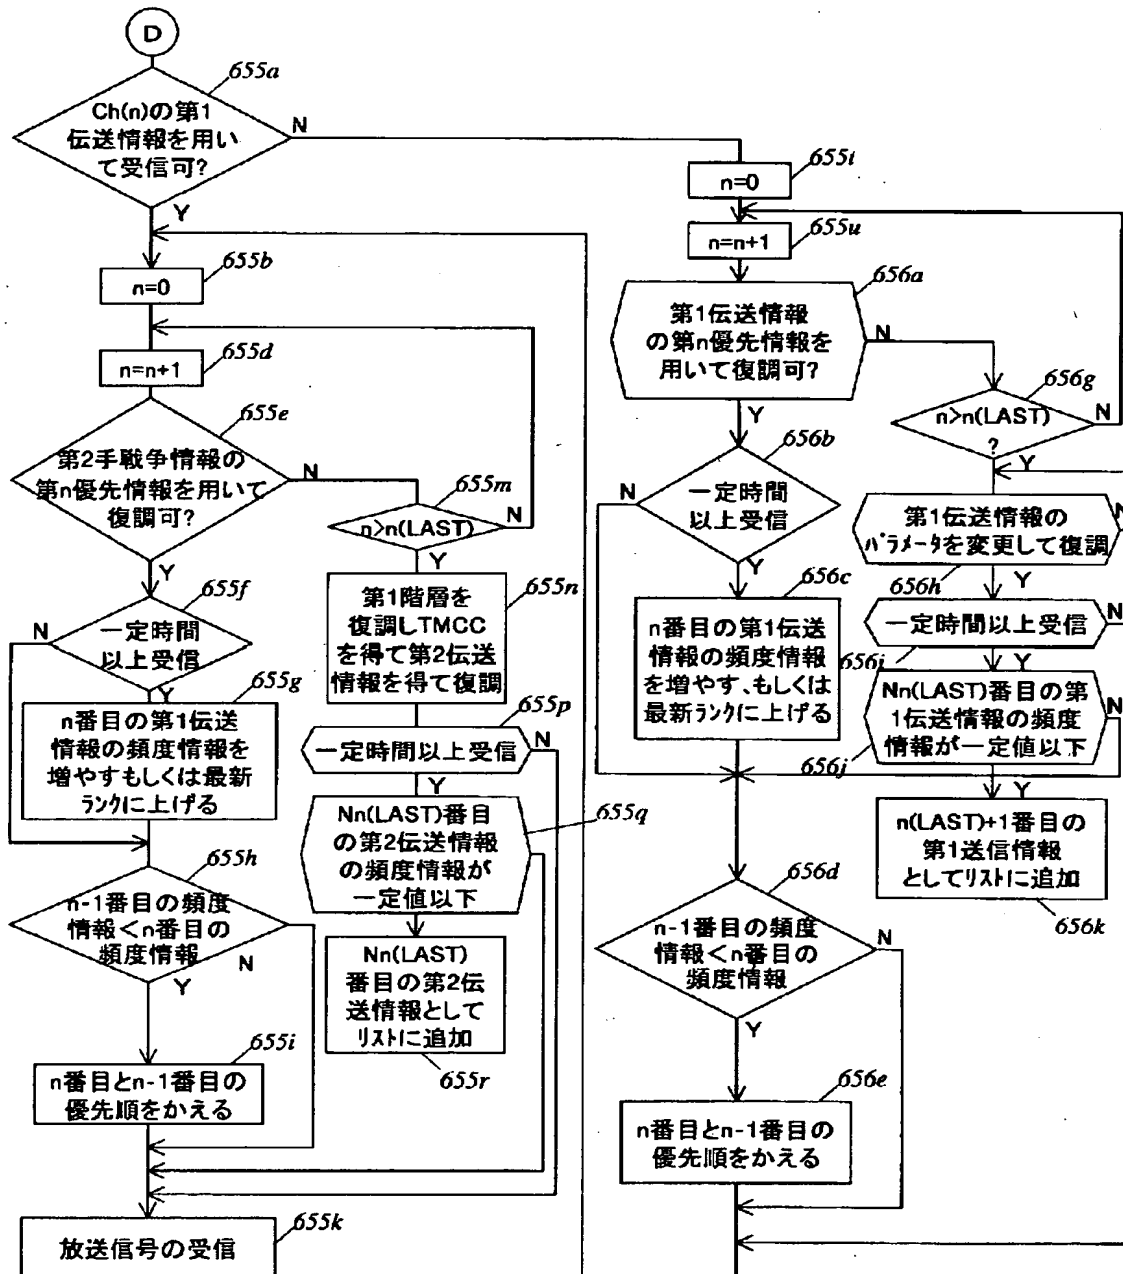 D
655a
Ch(n)の第1
伝送情報を用い
て受信可?
N
Y
655b
n=0
655d
n=n+1
655e
第2手戦争情報の
第n優先情報を用いて
復調可?
N
Y
655m
n>n(LAST)
N
Y
655n
第1階層を
復調しTMCC
を得て第2伝送
情報を得て復調
655f
一定時間
以上受信
N
Y
655g
n番目の第1伝送
情報の頻度情報を
増やすもしくは最新
ランクに上げる
655p
一定時間以上受信
N
Y
655q
Nn(LAST)番目
の第2伝送情報
の頻度情報が
一定値以下
655h
n-1番目の頻度
情報<n番目の
頻度情報
N
Y
Nn(LAST)
番目の第2伝
送情報として
リストに追加
655r
655i
n番目とn-1番目の
優先順をかえる
655k
放送信号の受信
655t
n=0
655u
n=n+1
656a
第1伝送情報
の第n優先情報を
用いて復調可?
N
Y
656g
n>n(LAST)
?
N
Y
656b
一定時間
以上受信
N
Y
第1伝送情報の
パラメータを変更して復調
N
656h
Y
656c
n番目の第1伝送
情報の頻度情報
を増やす、もしくは
最新ランクに上げる
一定時間以上受信
N
656i
Y
Nn(LAST)番目の第
1伝送情報の頻度
情報が一定値以下
N
656j
Y
n(LAST)+1番目の
第1送信情報
としてリストに追加
656k
656d
n-1番目の頻度
情報<n番目の
頻度情報
N
Y
656e
n番目とn-1番目の
優先順をかえる